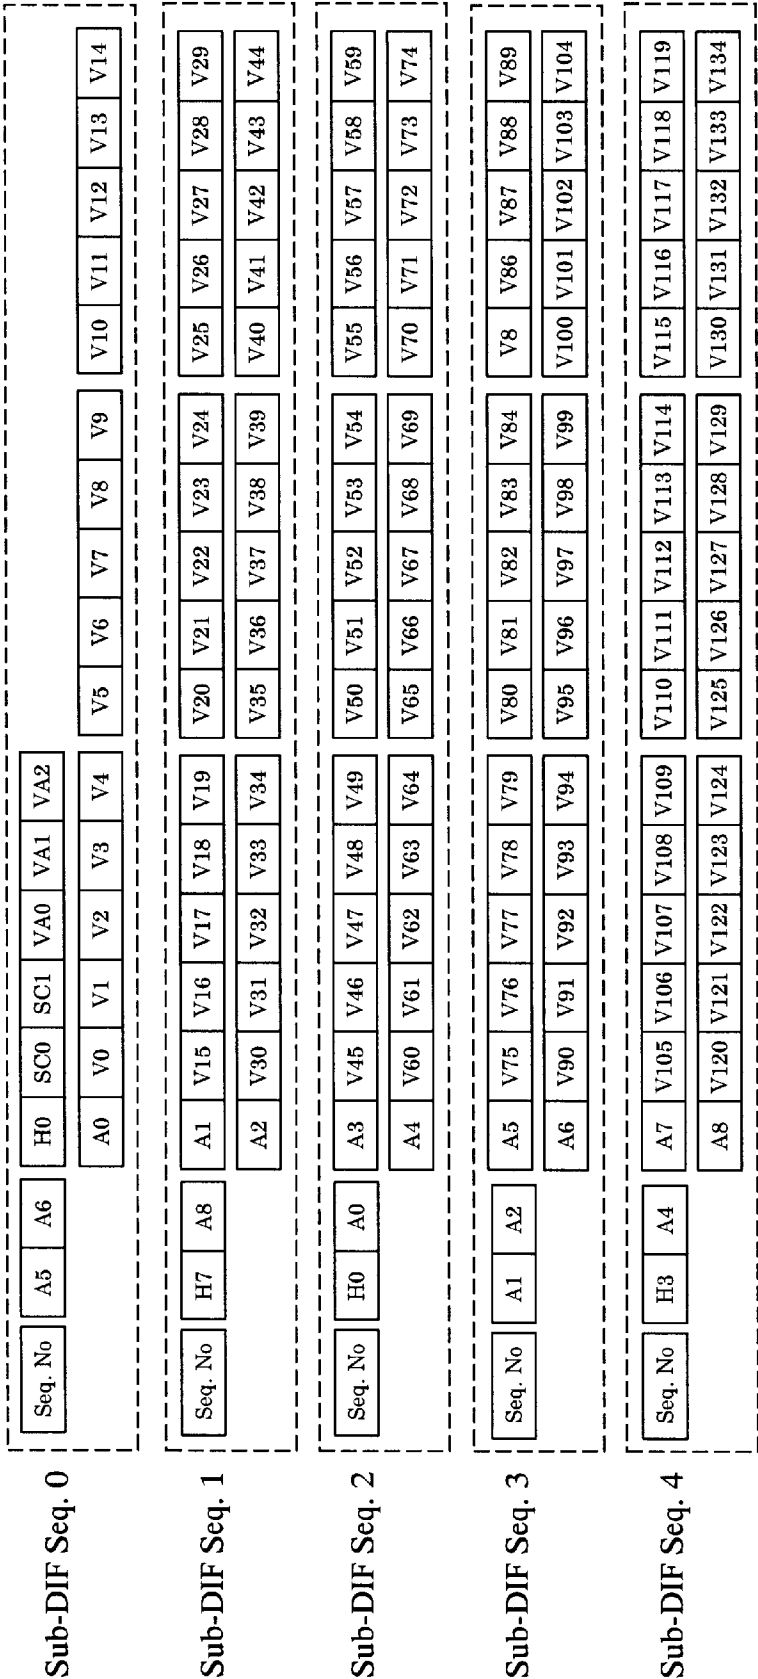 Sub-DIF Seq. 0
Seq. No A5 A6 H0 SC0 SC1 VA0 VA1 VA2
A0 V0 V1 V2 V3 V4 V5 V6 V7 V8 V9 V10 V11 V12 V13 V14
Sub-DIF Seq. 1
Seq. No H7 A8 A1 V15 V16 V17 V18 V19 V20 V21 V22 V23 V24 V25 V26 V27 V28 V29
A2 V30 V31 V32 V33 V34 V35 V36 V37 V38 V39 V40 V41 V42 V43 V44
Sub-DIF Seq. 2
Seq. No H0 A0 A3 V45 V46 V47 V48 V49 V50 V51 V52 V53 V54 V55 V56 V57 V58 V59
A4 V60 V61 V62 V63 V64 V65 V66 V67 V68 V69 V70 V71 V72 V73 V74
Sub-DIF Seq. 3
Seq. No A1 A2 A5 V75 V76 V77 V78 V79 V80 V81 V82 V83 V84 V8 V86 V87 V88 V89
A6 V90 V91 V92 V93 V94 V95 V96 V97 V98 V99 V100 V101 V102 V103 V104
Sub-DIF Seq. 4
Seq. No H3 A4 A7 V105 V106 V107 V108 V109 V110 V111 V112 V113 V114 V115 V116 V117 V118 V119
A8 V120 V121 V122 V123 V124 V125 V126 V127 V128 V129 V130 V131 V132 V133 V134